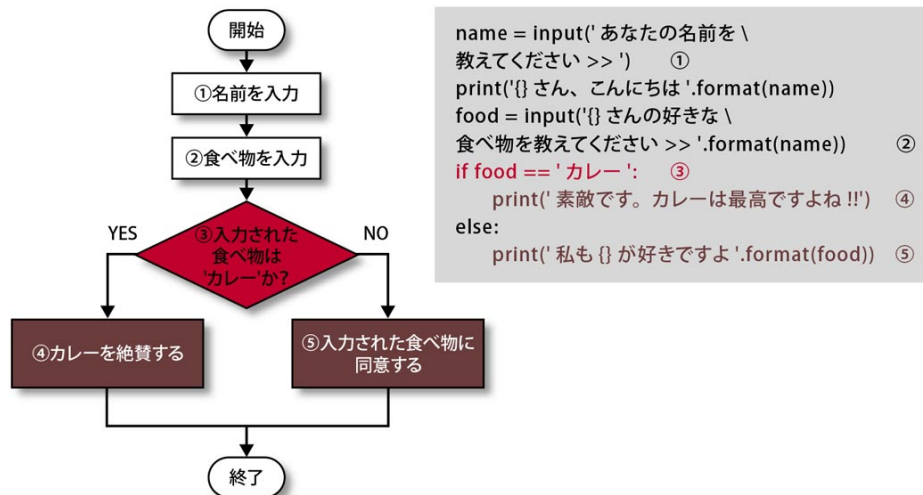 開始
①名前を入力
②食べ物を入力
③入力された
食べ物は
'カレー'か?
YES
NO
④カレーを絶賛する
⑤入力された食べ物に
同意する
終了
name = input(' あなたの名前を \
教えてください >> ') ①
print('{} さん、こんにちは '.format(name))
food = input('{} さんの好きな \
食べ物を教えてください >> '.format(name)) ②
if food == ' カレー ': ③
print(' 素敵です。カレーは最高ですよね !!') ④
else:
print(' 私も {} が好きですよ '.format(food)) ⑤